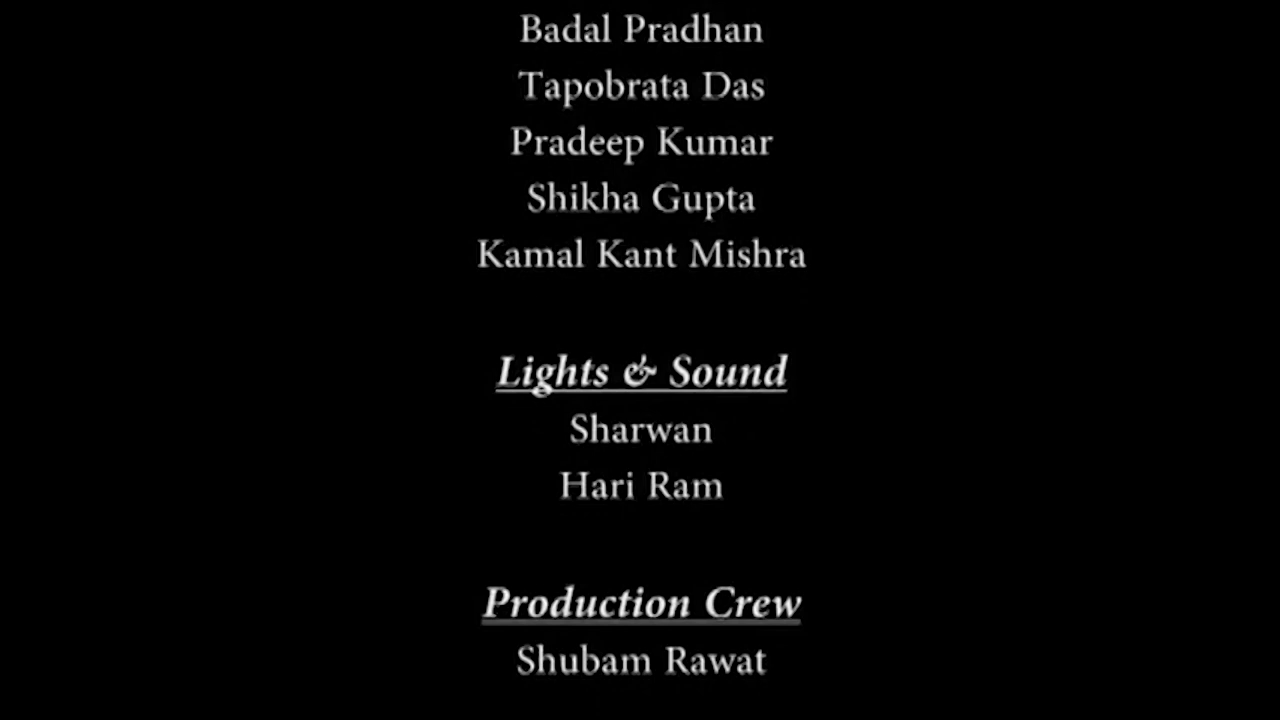 Badal Pradhan
Tapobrata Das
Pradeep Kumar
Shikha Gupta
Kamal Kant Mishra
Lights & Sound
Sharwan
Hari Ram
Production Crew
Shubam Rawat